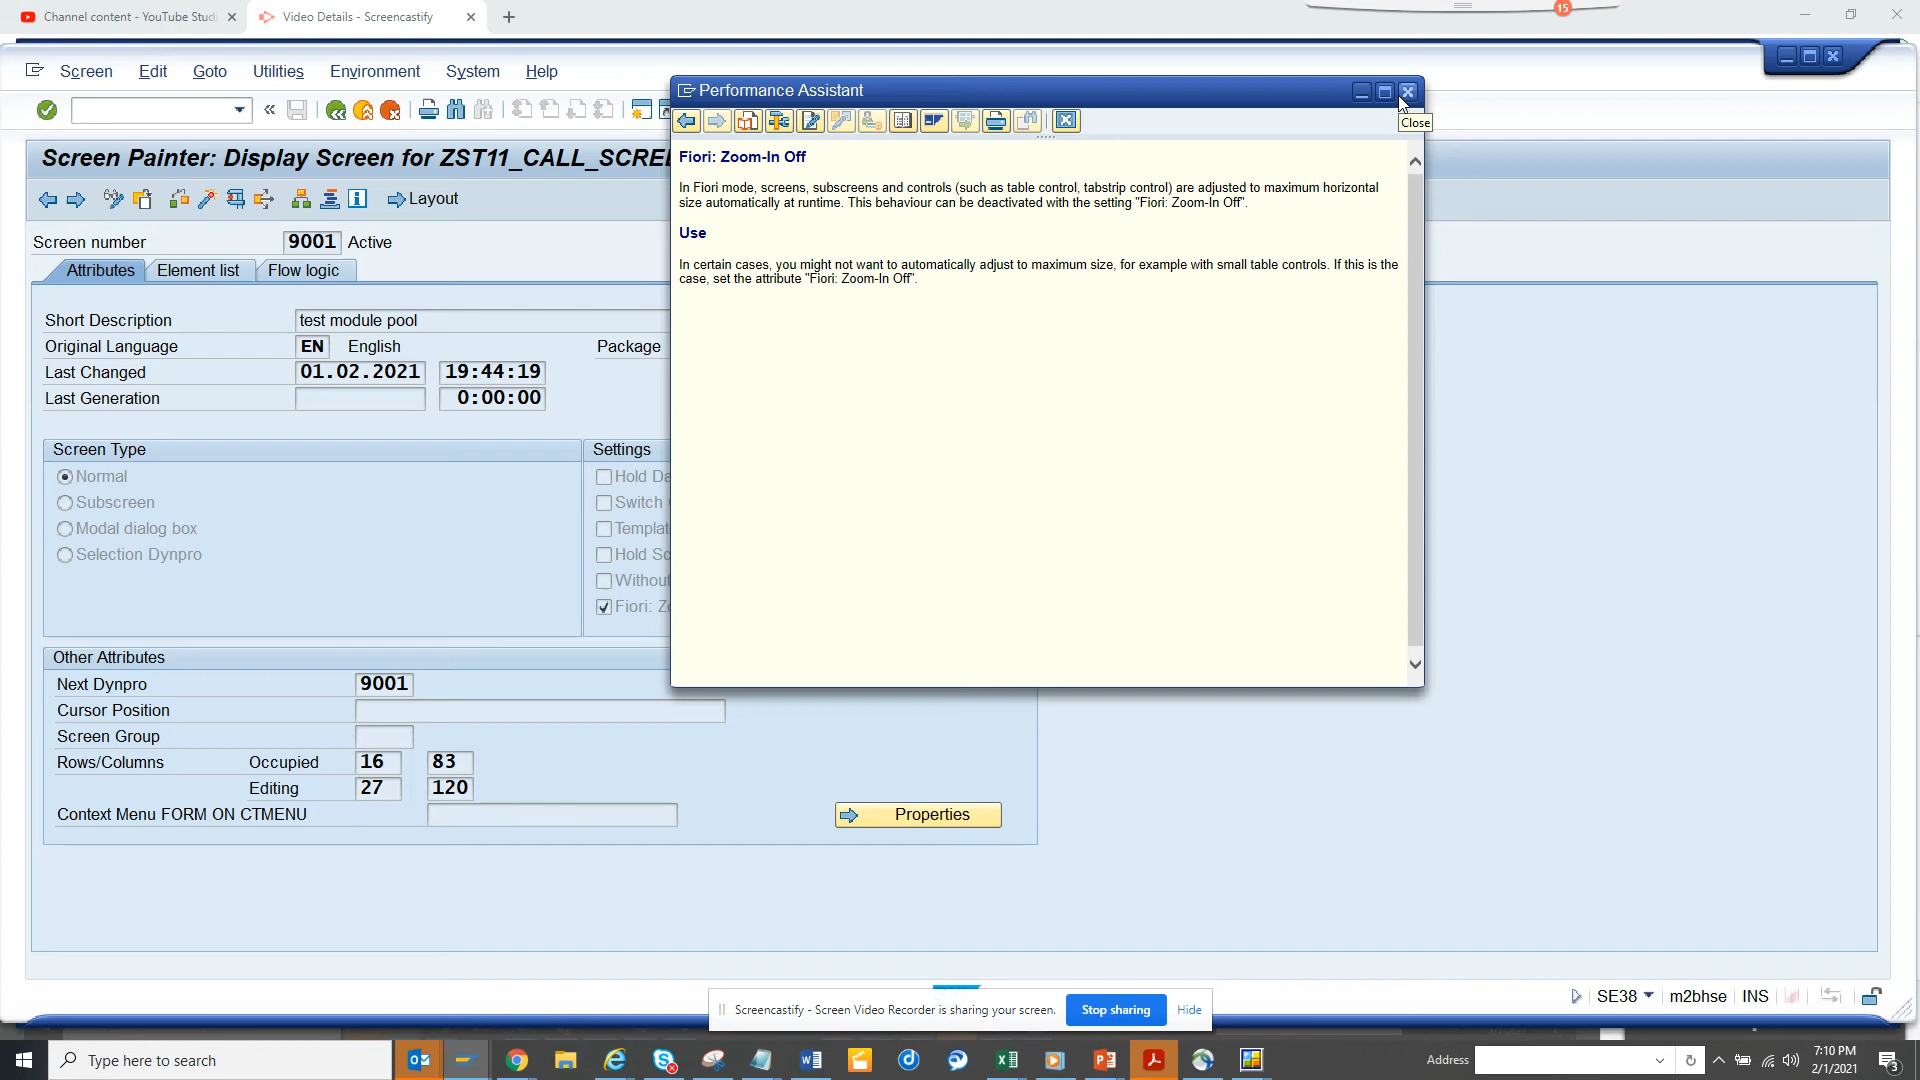 Channel content - YouTube Studi
Video Details - Screencastify
15
Screen Edit Goto Utilities Environment System Help
Performance Assistant
Close
Screen Painter: Display Screen for ZST11_CALL_SCREE
Layout
Fiori: Zoom-In Off
In Fiori mode, screens, subscreens and controls (such as table control, tabstrip control) are adjusted to maximum horizontal
size automatically at runtime. This behaviour can be deactivated with the setting "Fiori: Zoom-In Off".
Use
In certain cases, you might not want to automatically adjust to maximum size, for example with small table controls. If this is the
case, set the attribute "Fiori: Zoom-In Off".
Screen number 9001 Active
Attributes Element list Flow logic
Short Description test module pool
Original Language EN English Package
Last Changed 01.02.2021 19:44:19
Last Generation 0:00:00
Screen Type
Normal
Subscreen
Modal dialog box
Selection Dynpro
Settings
Hold Da
Switch
Templat
Hold Sc
Without
Fiori: Zo
Other Attributes
Next Dynpro 9001
Cursor Position
Screen Group
Rows/Columns Occupied 16 83
Editing 27 120
Context Menu FORM ON CTMENU
Properties
SE38 m2bhse INS
Screencastify - Screen Video Recorder is sharing your screen. Stop sharing Hide
Type here to search
Address
7:10 PM
2/1/2021
3